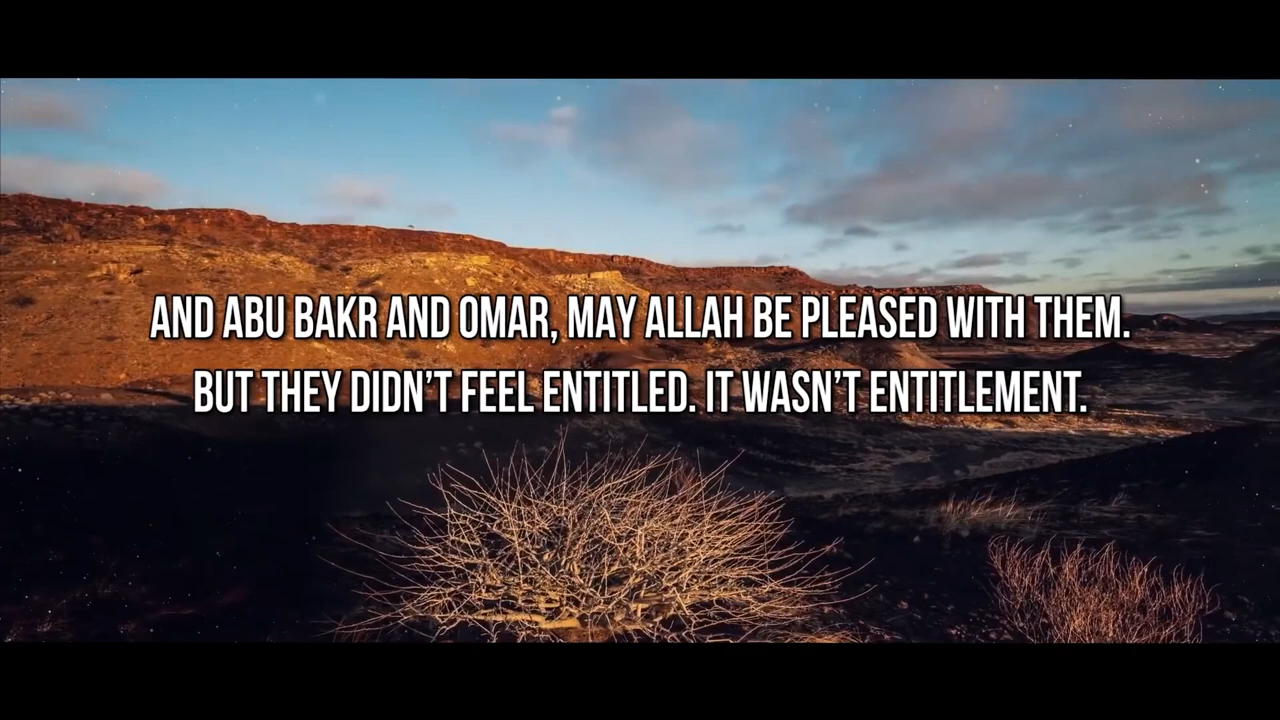 AND ABU BAKR AND OMAR, MAY ALLAH BE PLEASED WITH THEM.
BUT THEY DIDN’T FEEL ENTITLED. IT WASN’T ENTITLEMENT.